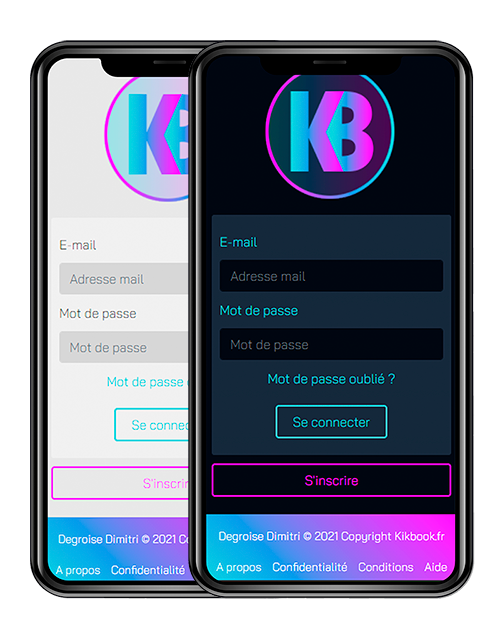 KB
E-mail
Adresse mail
Mot de passe
Mot de passe
Mot de passe
Se connec
S'inscrir
Degroise Dimitri © 2021 Co
A propos Confidentialité
KB
E-mail
Adresse mail
Mot de passe
Mot de passe
Mot de passe oublié ?
Se connecter
S'inscrire
Degroise Dimitri © 2021 Copyright Kikbook.fr
A propos Confidentialité Conditions Aide